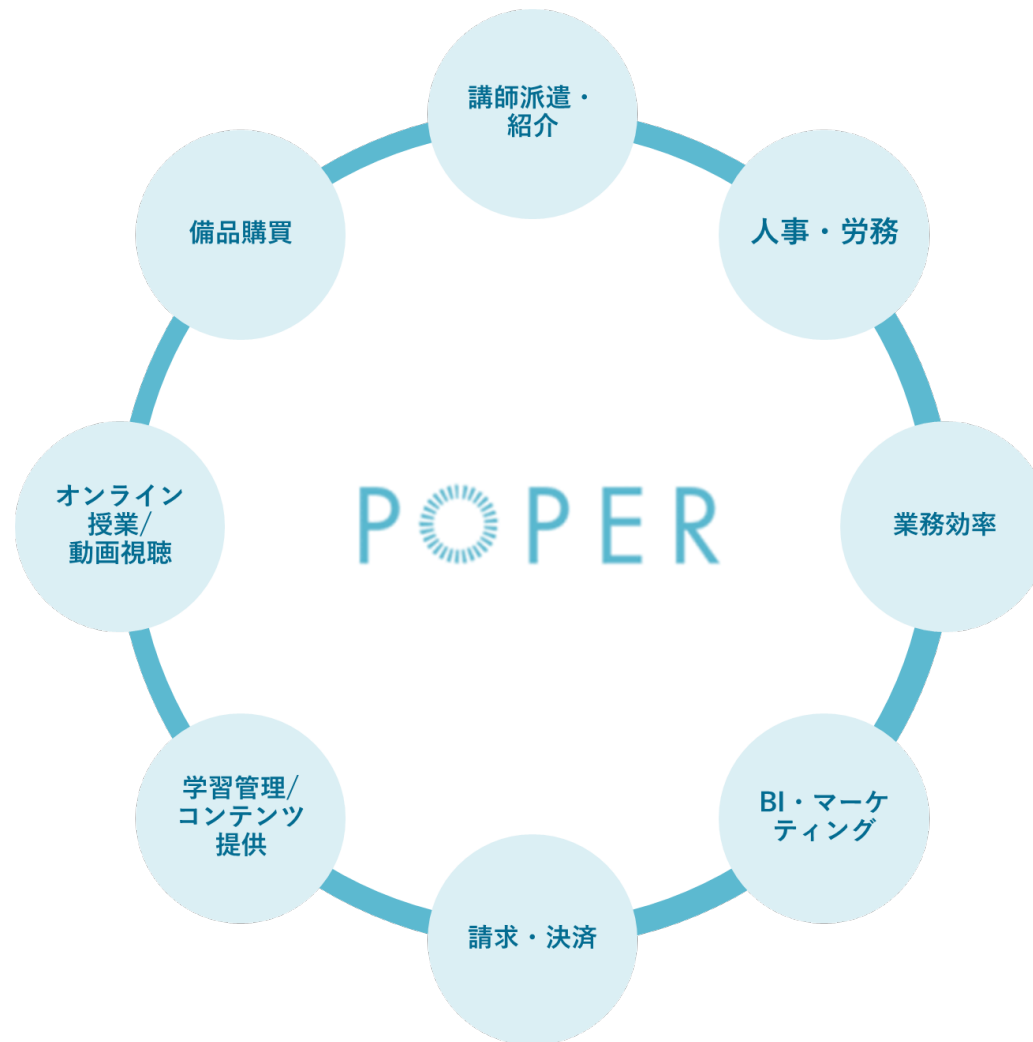 講師派遣・
紹介
人事・労務
業務効率
BI・マーケ
ティング
請求・決済
学習管理/
コンテンツ
提供
オンライン
授業/
動画視聴
備品購買
POPER